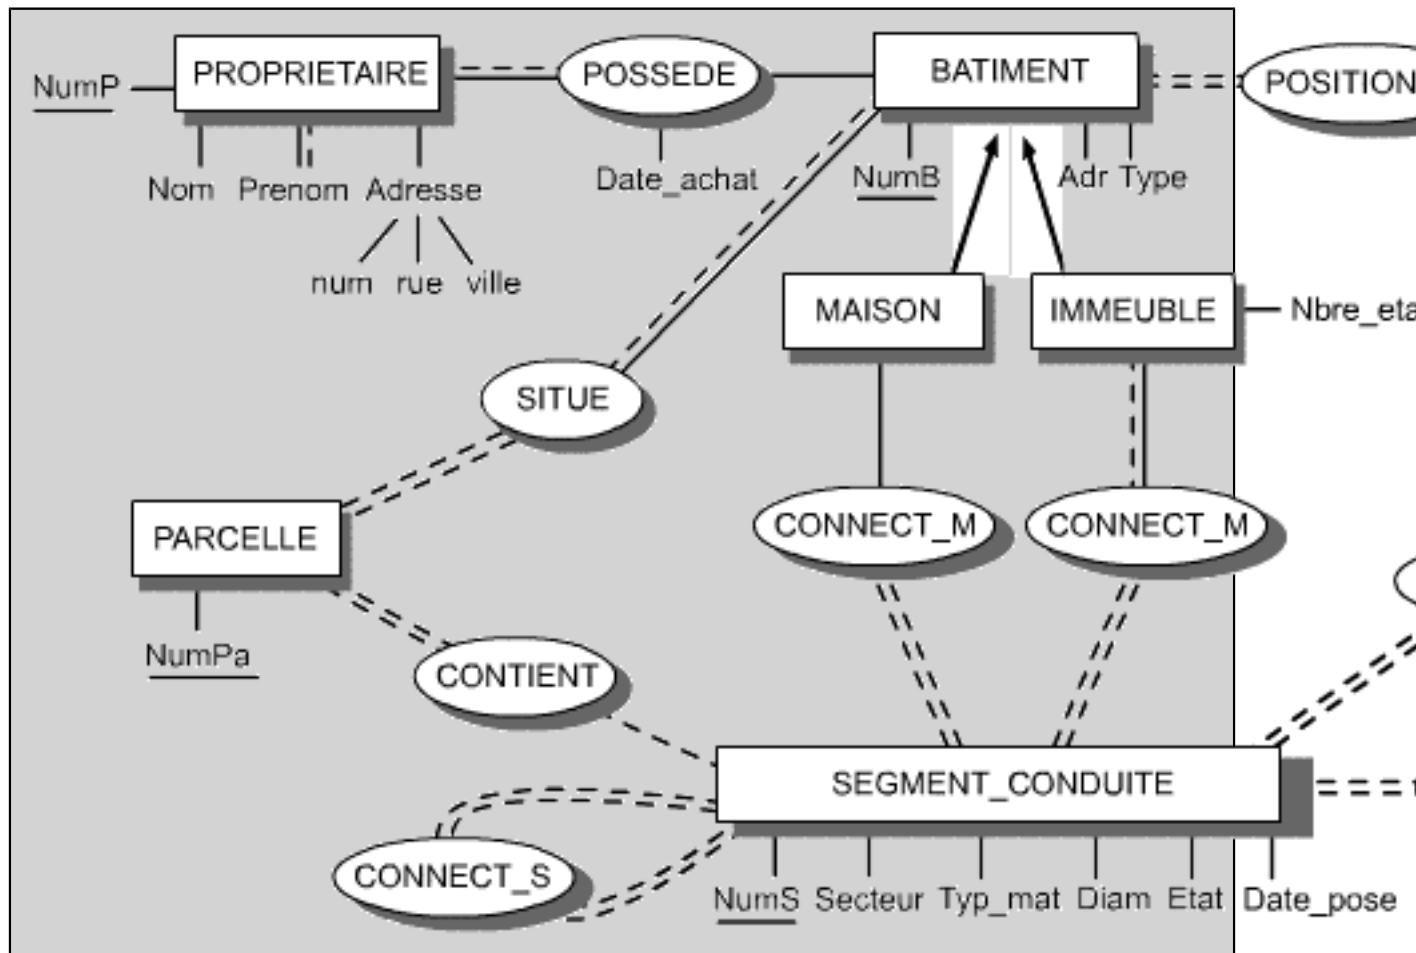 PROPRIETAIRE POSSEDE BATIMENT POSITION
NumP
Nom Prenom Adresse Date_achat NumB Adr Type
num rue ville
MAISON IMMEUBLE Nbre_eta
SITUE
PARCELLE CONNECT_M CONNECT_M
NumPa
CONTIENT
SEGMENT_CONDUITE
CONNECT_S
NumS Secteur Typ_mat Diam Etat Date_pose